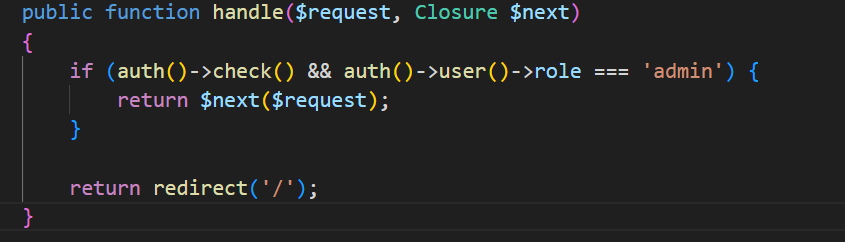 public function handle($request, Closure $next)
{
    if (auth()->check() && auth()->user()->role === 'admin') {
        return $next($request);
    }

    return redirect('/');
}